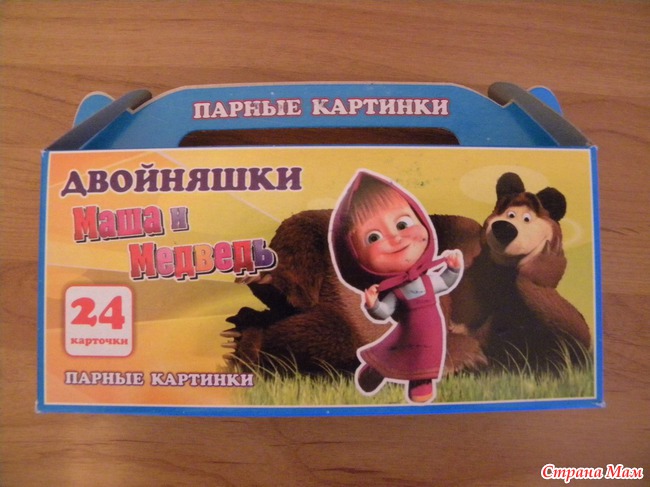 ПАРНЫЕ КАРТИНКИ
ДВОЙНЯШКИ
Маша и
Медведь
24
карточки
ПАРНЫЕ КАРТИНКИ
Страна Мам